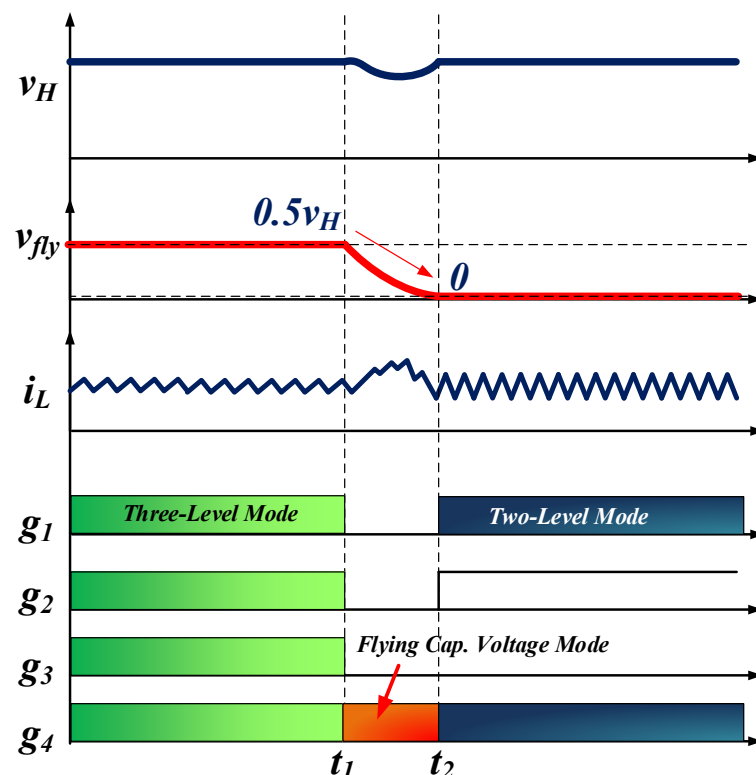 vH
vfly
0.5vH
0
iL
g1
Three-Level Mode
Two-Level Mode
g2
g3
Flying Cap. Voltage Mode
g4
t1
t2